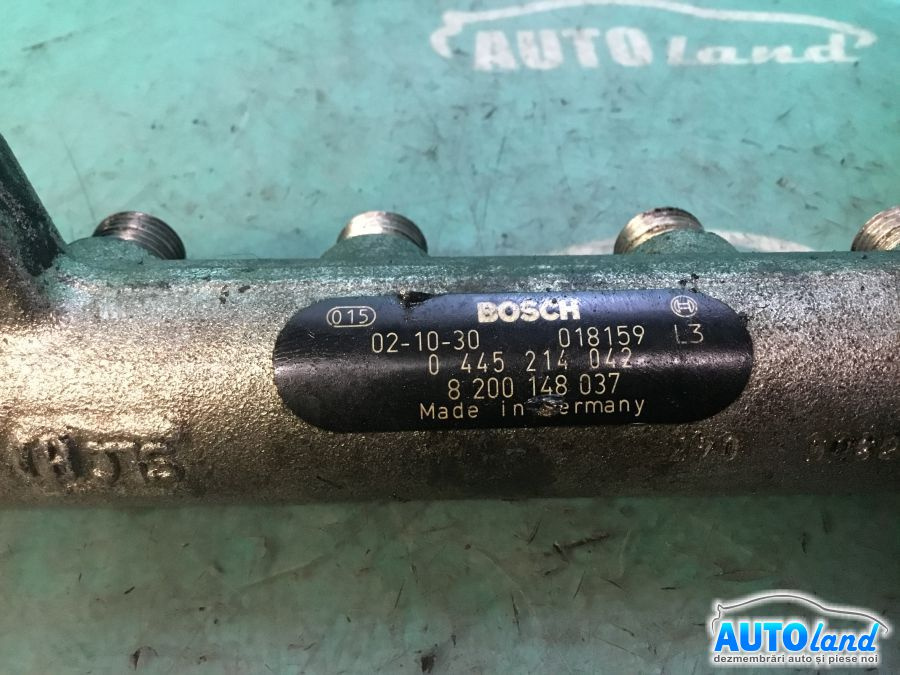 AUTO land
015 BOSCH
02-10-30 018159 L3
0 445 214 042
8 200 148 037
Made in Germany
AUTOland
dezmembrări auto și piese noi